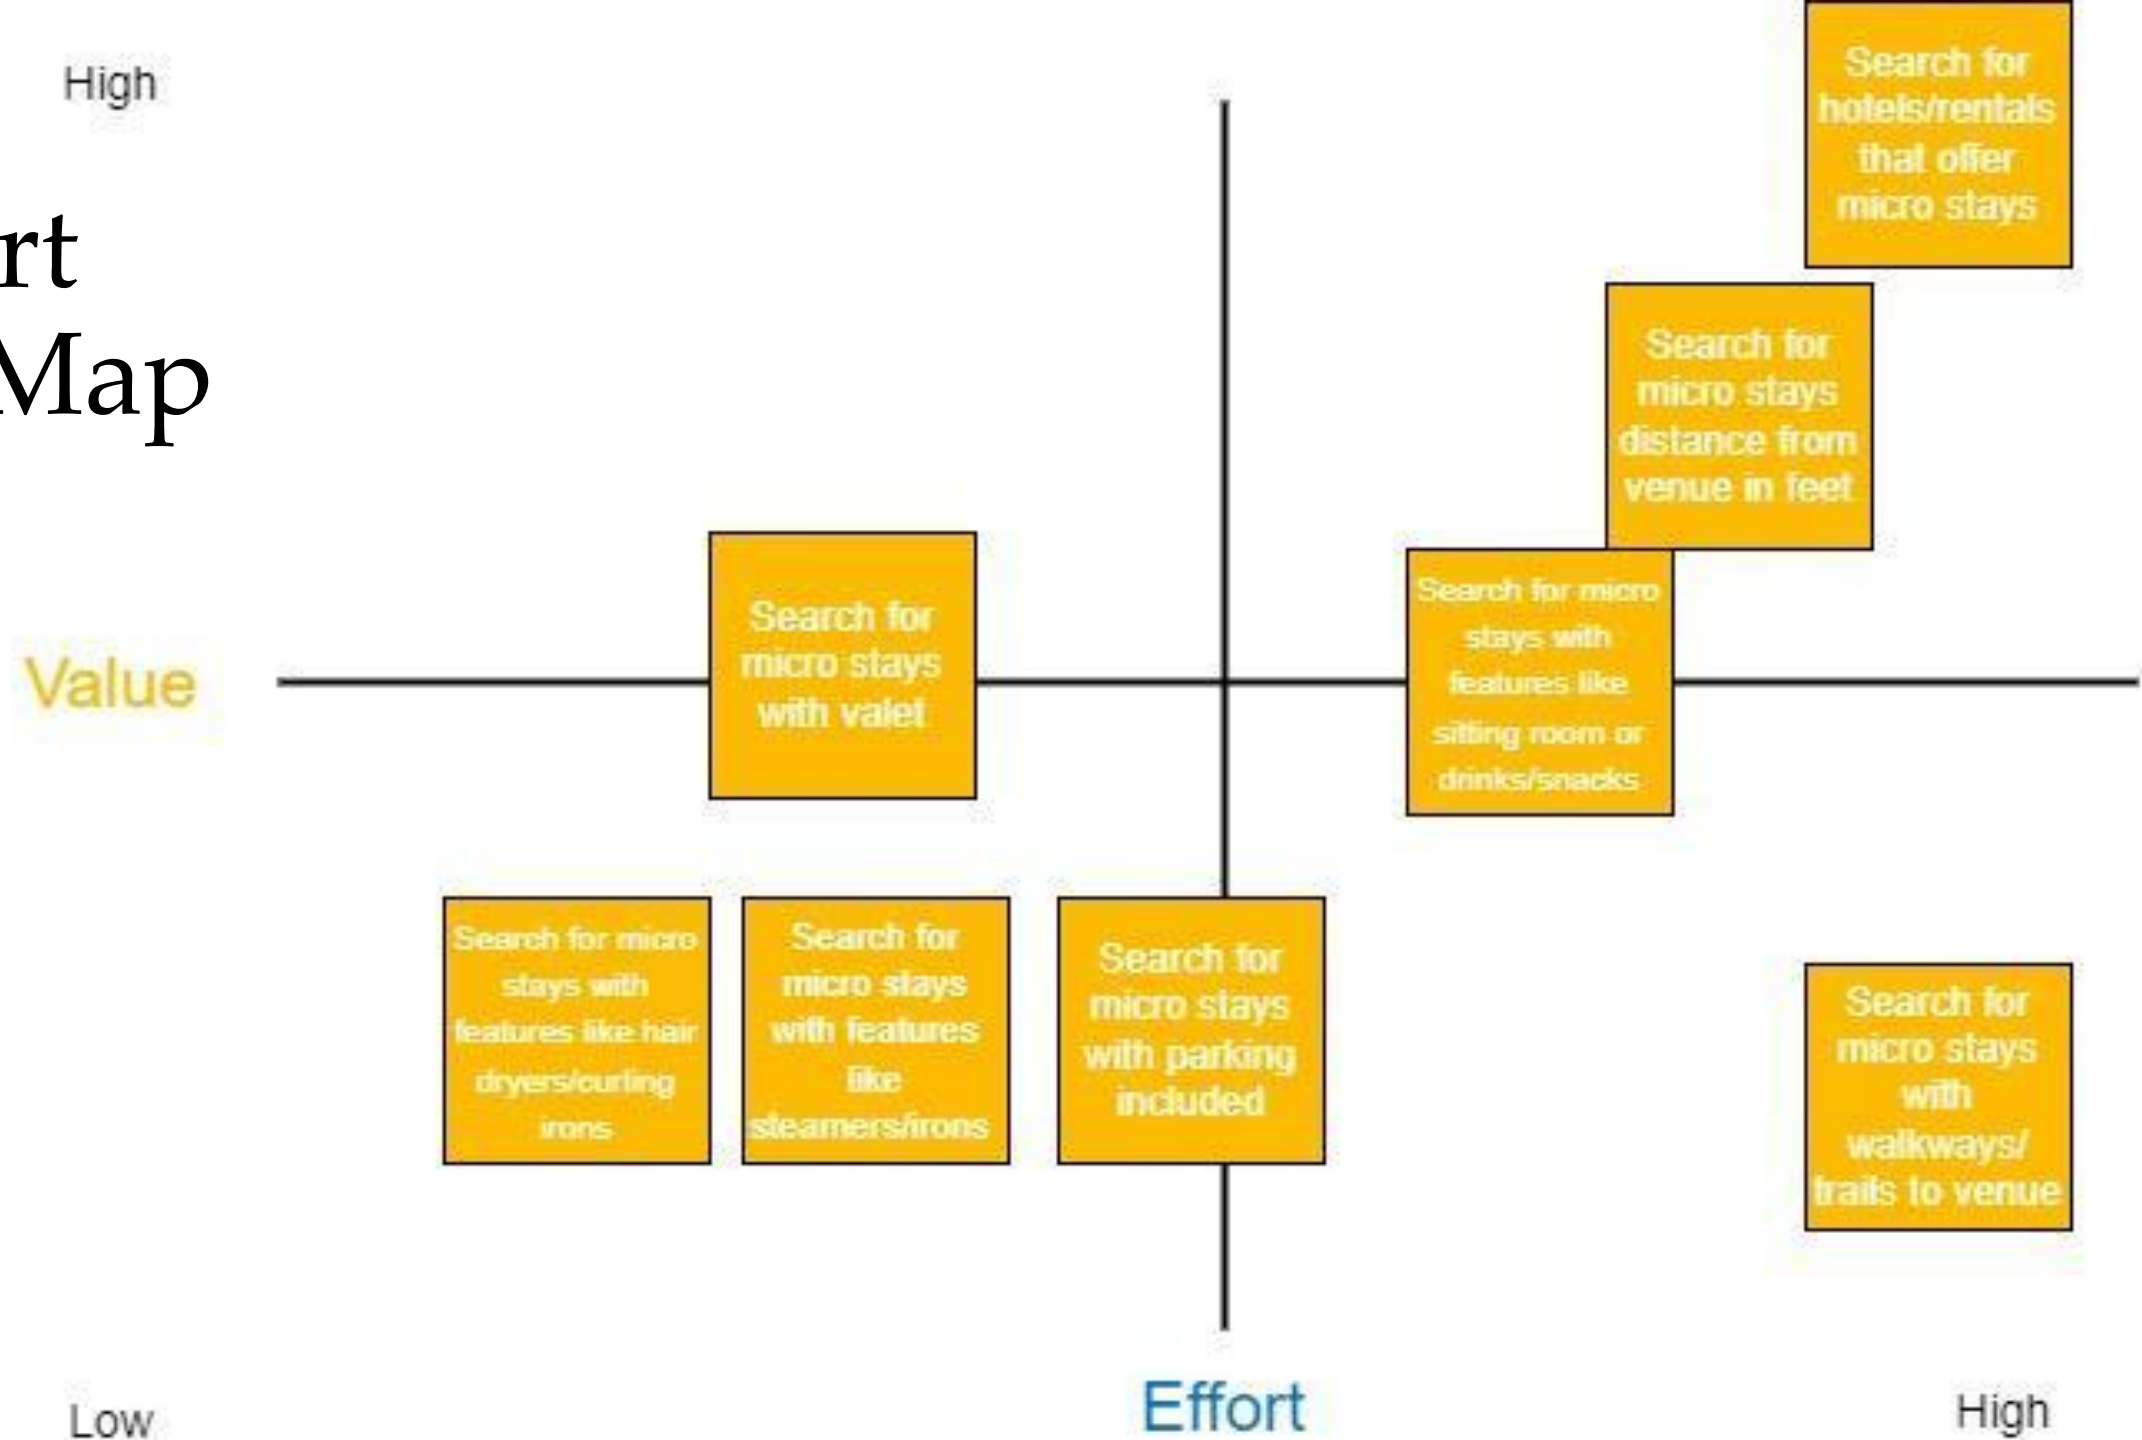 High
rt
Map
Search for
hotels/rentals
that offer
micro stays
Search for
micro stays
distance from
venue in feet
Search for
micro stays
with valet
Search for micro
stays with
features like
sitting room or
drinks/snacks
Value
Search for micro
stays with
features like hair
dryers/curling
irons
Search for
micro stays
with features
like
steamers/irons
Search for
micro stays
with parking
included
Search for
micro stays
with
walkways/
trails to venue
Low
Effort
High